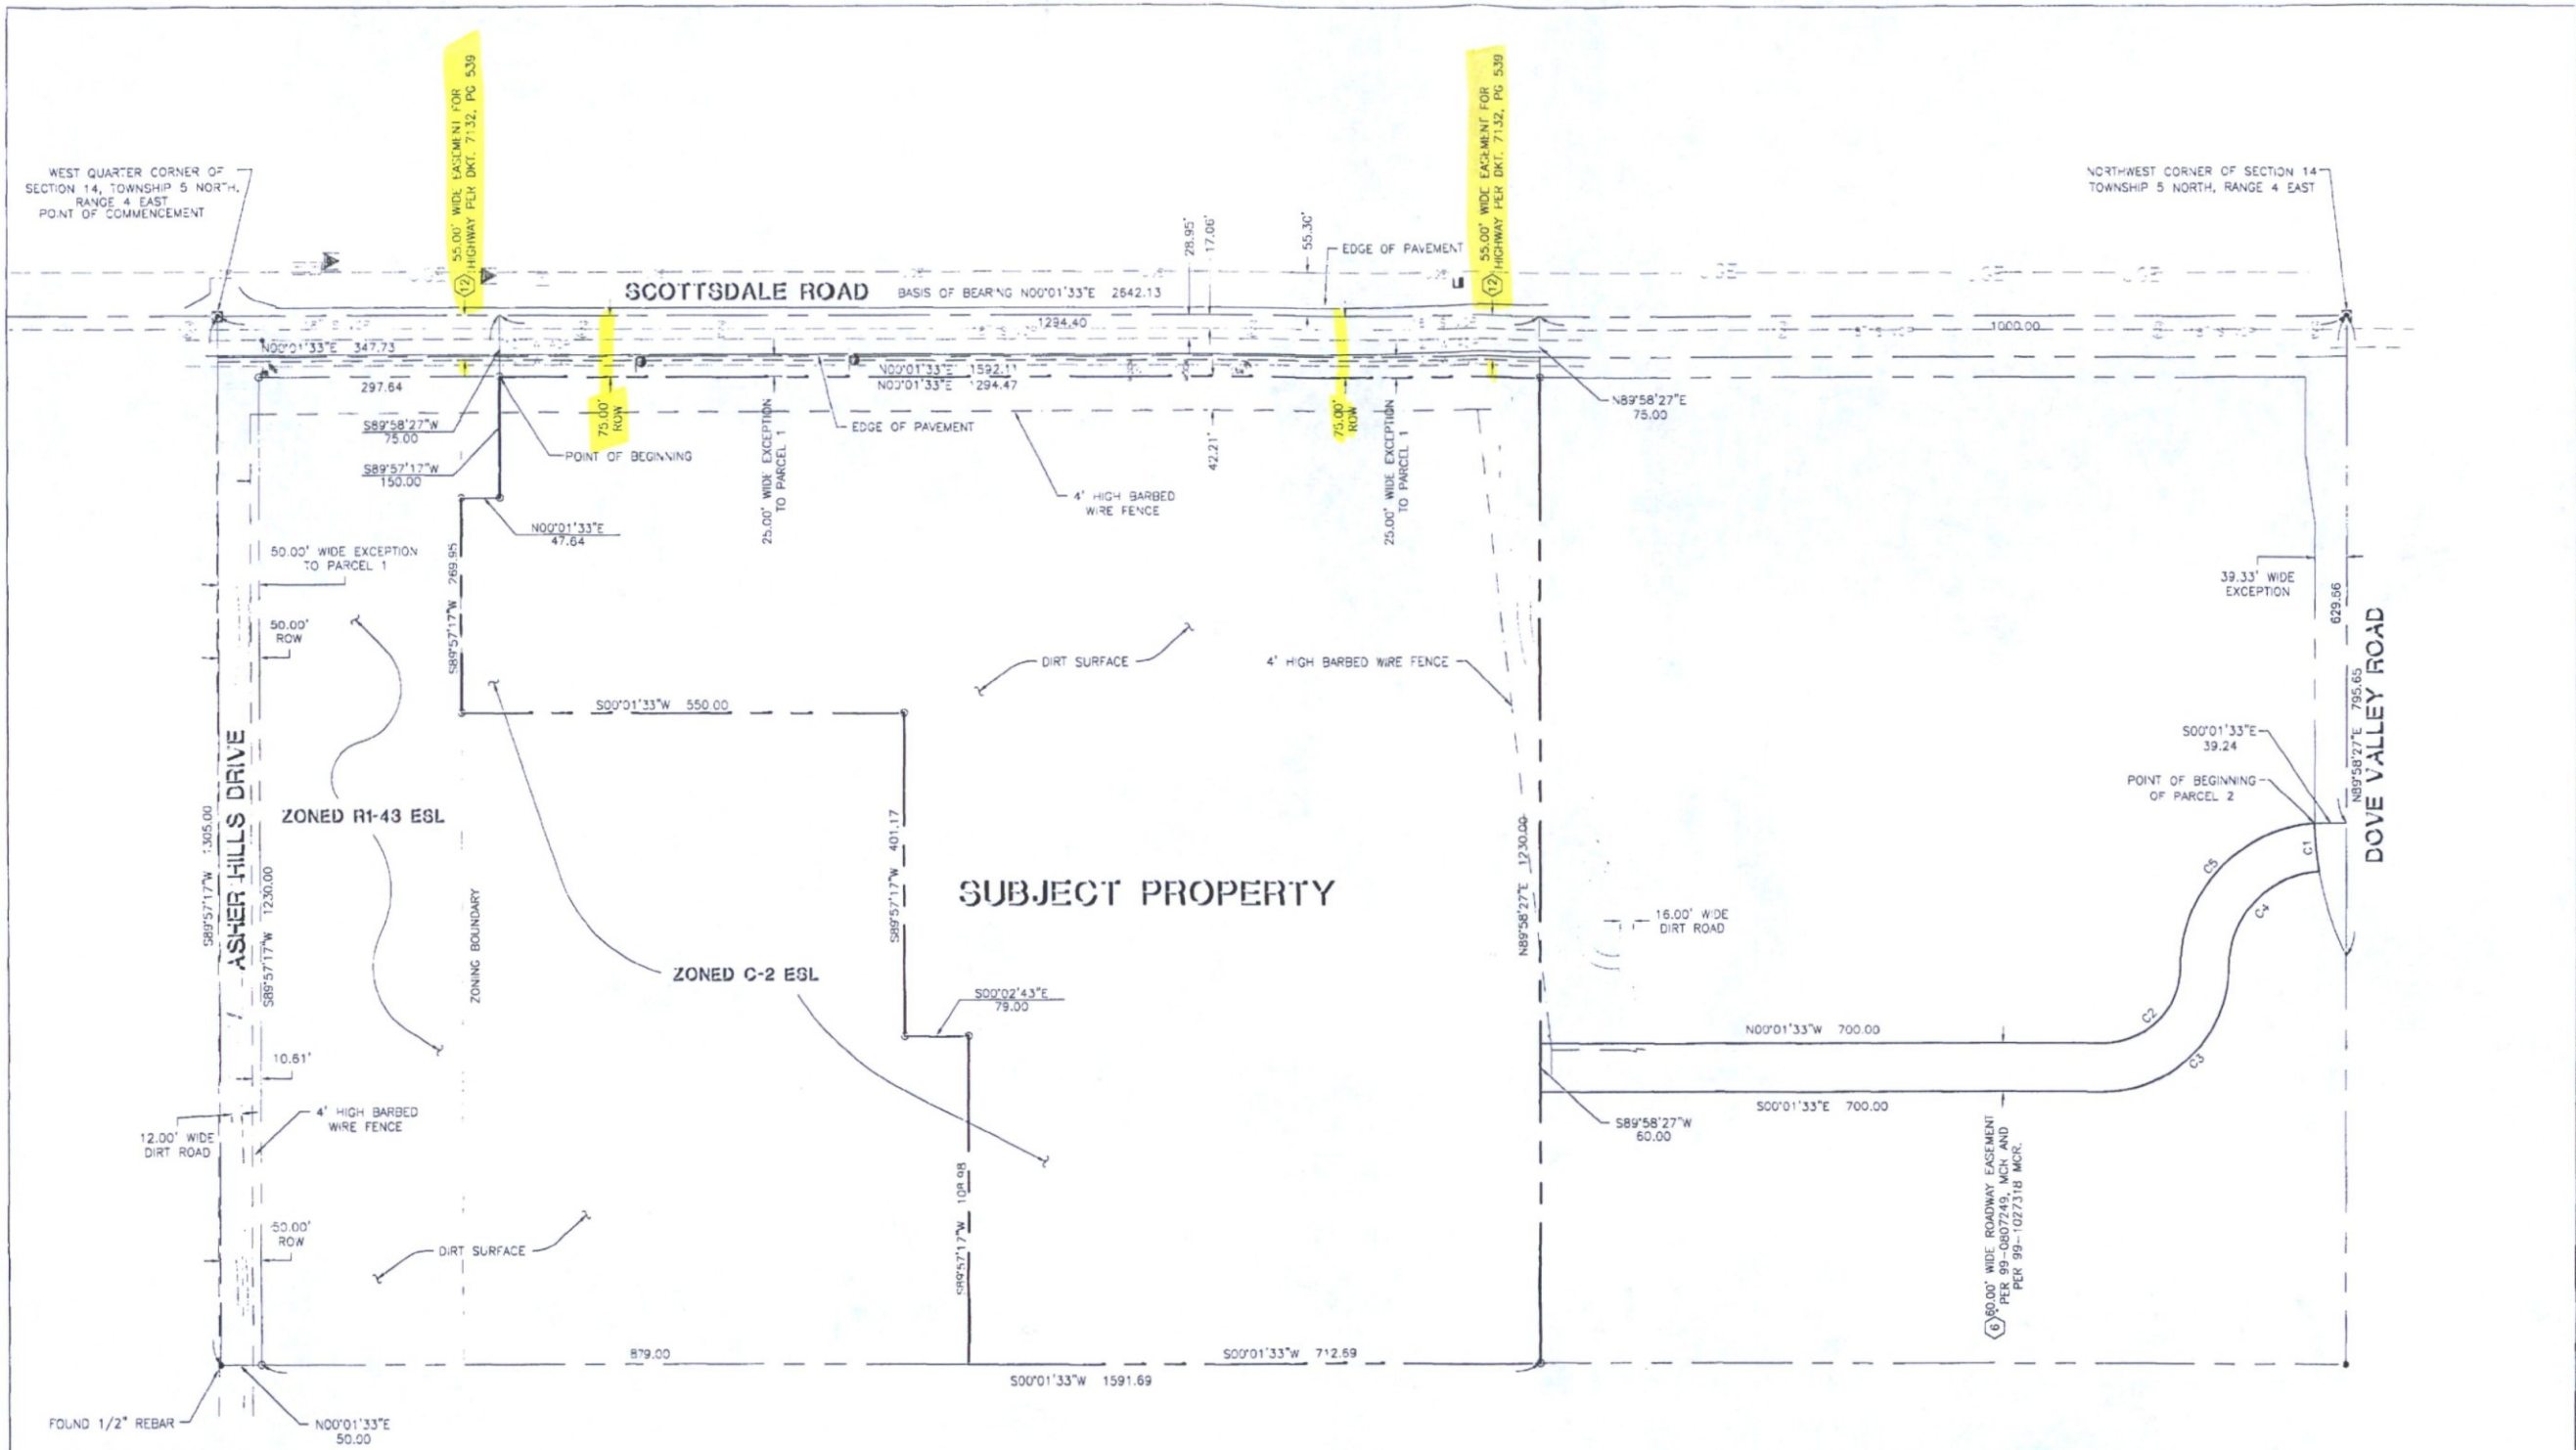 55.00' WIDE EASEMENT FOR
12 HIGHWAY PER DKT. 7132, PG 539
55.00' WIDE EASEMENT FOR
12 HIGHWAY PER DKT. 7132, PG 539
WEST QUARTER CORNER OF
SECTION 14, TOWNSHIP 5 NORTH,
RANGE 4 EAST
POINT OF COMMENCEMENT
NORTHWEST CORNER OF SECTION 14
TOWNSHIP 5 NORTH, RANGE 4 EAST
28.95'
17.06'
55.30'
EDGE OF PAVEMENT
SCOTTSDALE ROAD
BASIS OF BEARING N00°01'33"E 2642.13
1294.40
1000.00
N00°01'33"E 347.73
297.64
N00°01'33"E 1592.11
N00°01'33"E 1294.47
75.00'
ROW
75.00'
ROW
N89°58'27"E
75.00
S89°58'27"W
75.00
EDGE OF PAVEMENT
POINT OF BEGINNING
S89°57'17"W
150.00
25.00' WIDE EXCEPTION
TO PARCEL 1
42.21'
25.00' WIDE EXCEPTION
TO PARCEL 1
4' HIGH BARBED
WIRE FENCE
N00°01'33"E
47.64
50.00' WIDE EXCEPTION
TO PARCEL 1
S89°57'17"W 269.95
39.33' WIDE
EXCEPTION
629.66
50.00'
ROW
DIRT SURFACE
4' HIGH BARBED WIRE FENCE
S00°01'33"W 550.00
N89°58'27"E 795.65
DOVE VALLEY ROAD
S00°01'33"E
39.24
POINT OF BEGINNING
OF PARCEL 2
S89°57'17"W 1305.00
ASHER HILLS DRIVE
S89°57'17"W 1230.00
ZONED R1-43 ESL
ZONING BOUNDARY
S89°57'17"W 401.17
SUBJECT PROPERTY
N89°58'27"E 1230.00
16.00' WIDE
DIRT ROAD
C1
C5
C2
C3
ZONED C-2 ESL
S00°02'43"E
79.00
N00°01'33"W 700.00
S00°01'33"E 700.00
S89°58'27"W
60.00
10.61'
4' HIGH BARBED
WIRE FENCE
12.00' WIDE
DIRT ROAD
50.00'
ROW
DIRT SURFACE
S89°57'17"W
6 60.00' WIDE ROADWAY EASEMENT
PER 99-0807249, MCR AND
PER 99-1027318 MCR.
879.00
S00°01'33"W 712.69
S00°01'33"W 1591.69
FOUND 1/2" REBAR
N00°01'33"E
50.00